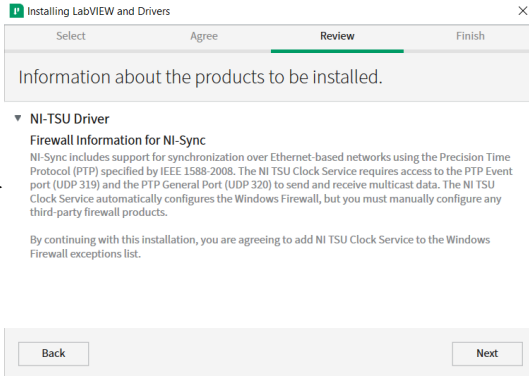 Installing LabVIEW and Drivers
Select Agree Review Finish
Information about the products to be installed.
NI-TSU Driver
Firewall Information for NI-Sync
NI-Sync includes support for synchronization over Ethernet-based networks using the Precision Time
Protocol (PTP) specified by IEEE 1588-2008. The NI TSU Clock Service requires access to the PTP Event
port (UDP 319) and the PTP General Port (UDP 320) to send and receive multicast data. The NI TSU
Clock Service automatically configures the Windows Firewall, but you must manually configure any
third-party firewall products.
By continuing with this installation, you are agreeing to add NI TSU Clock Service to the Windows
Firewall exceptions list.
Back Next